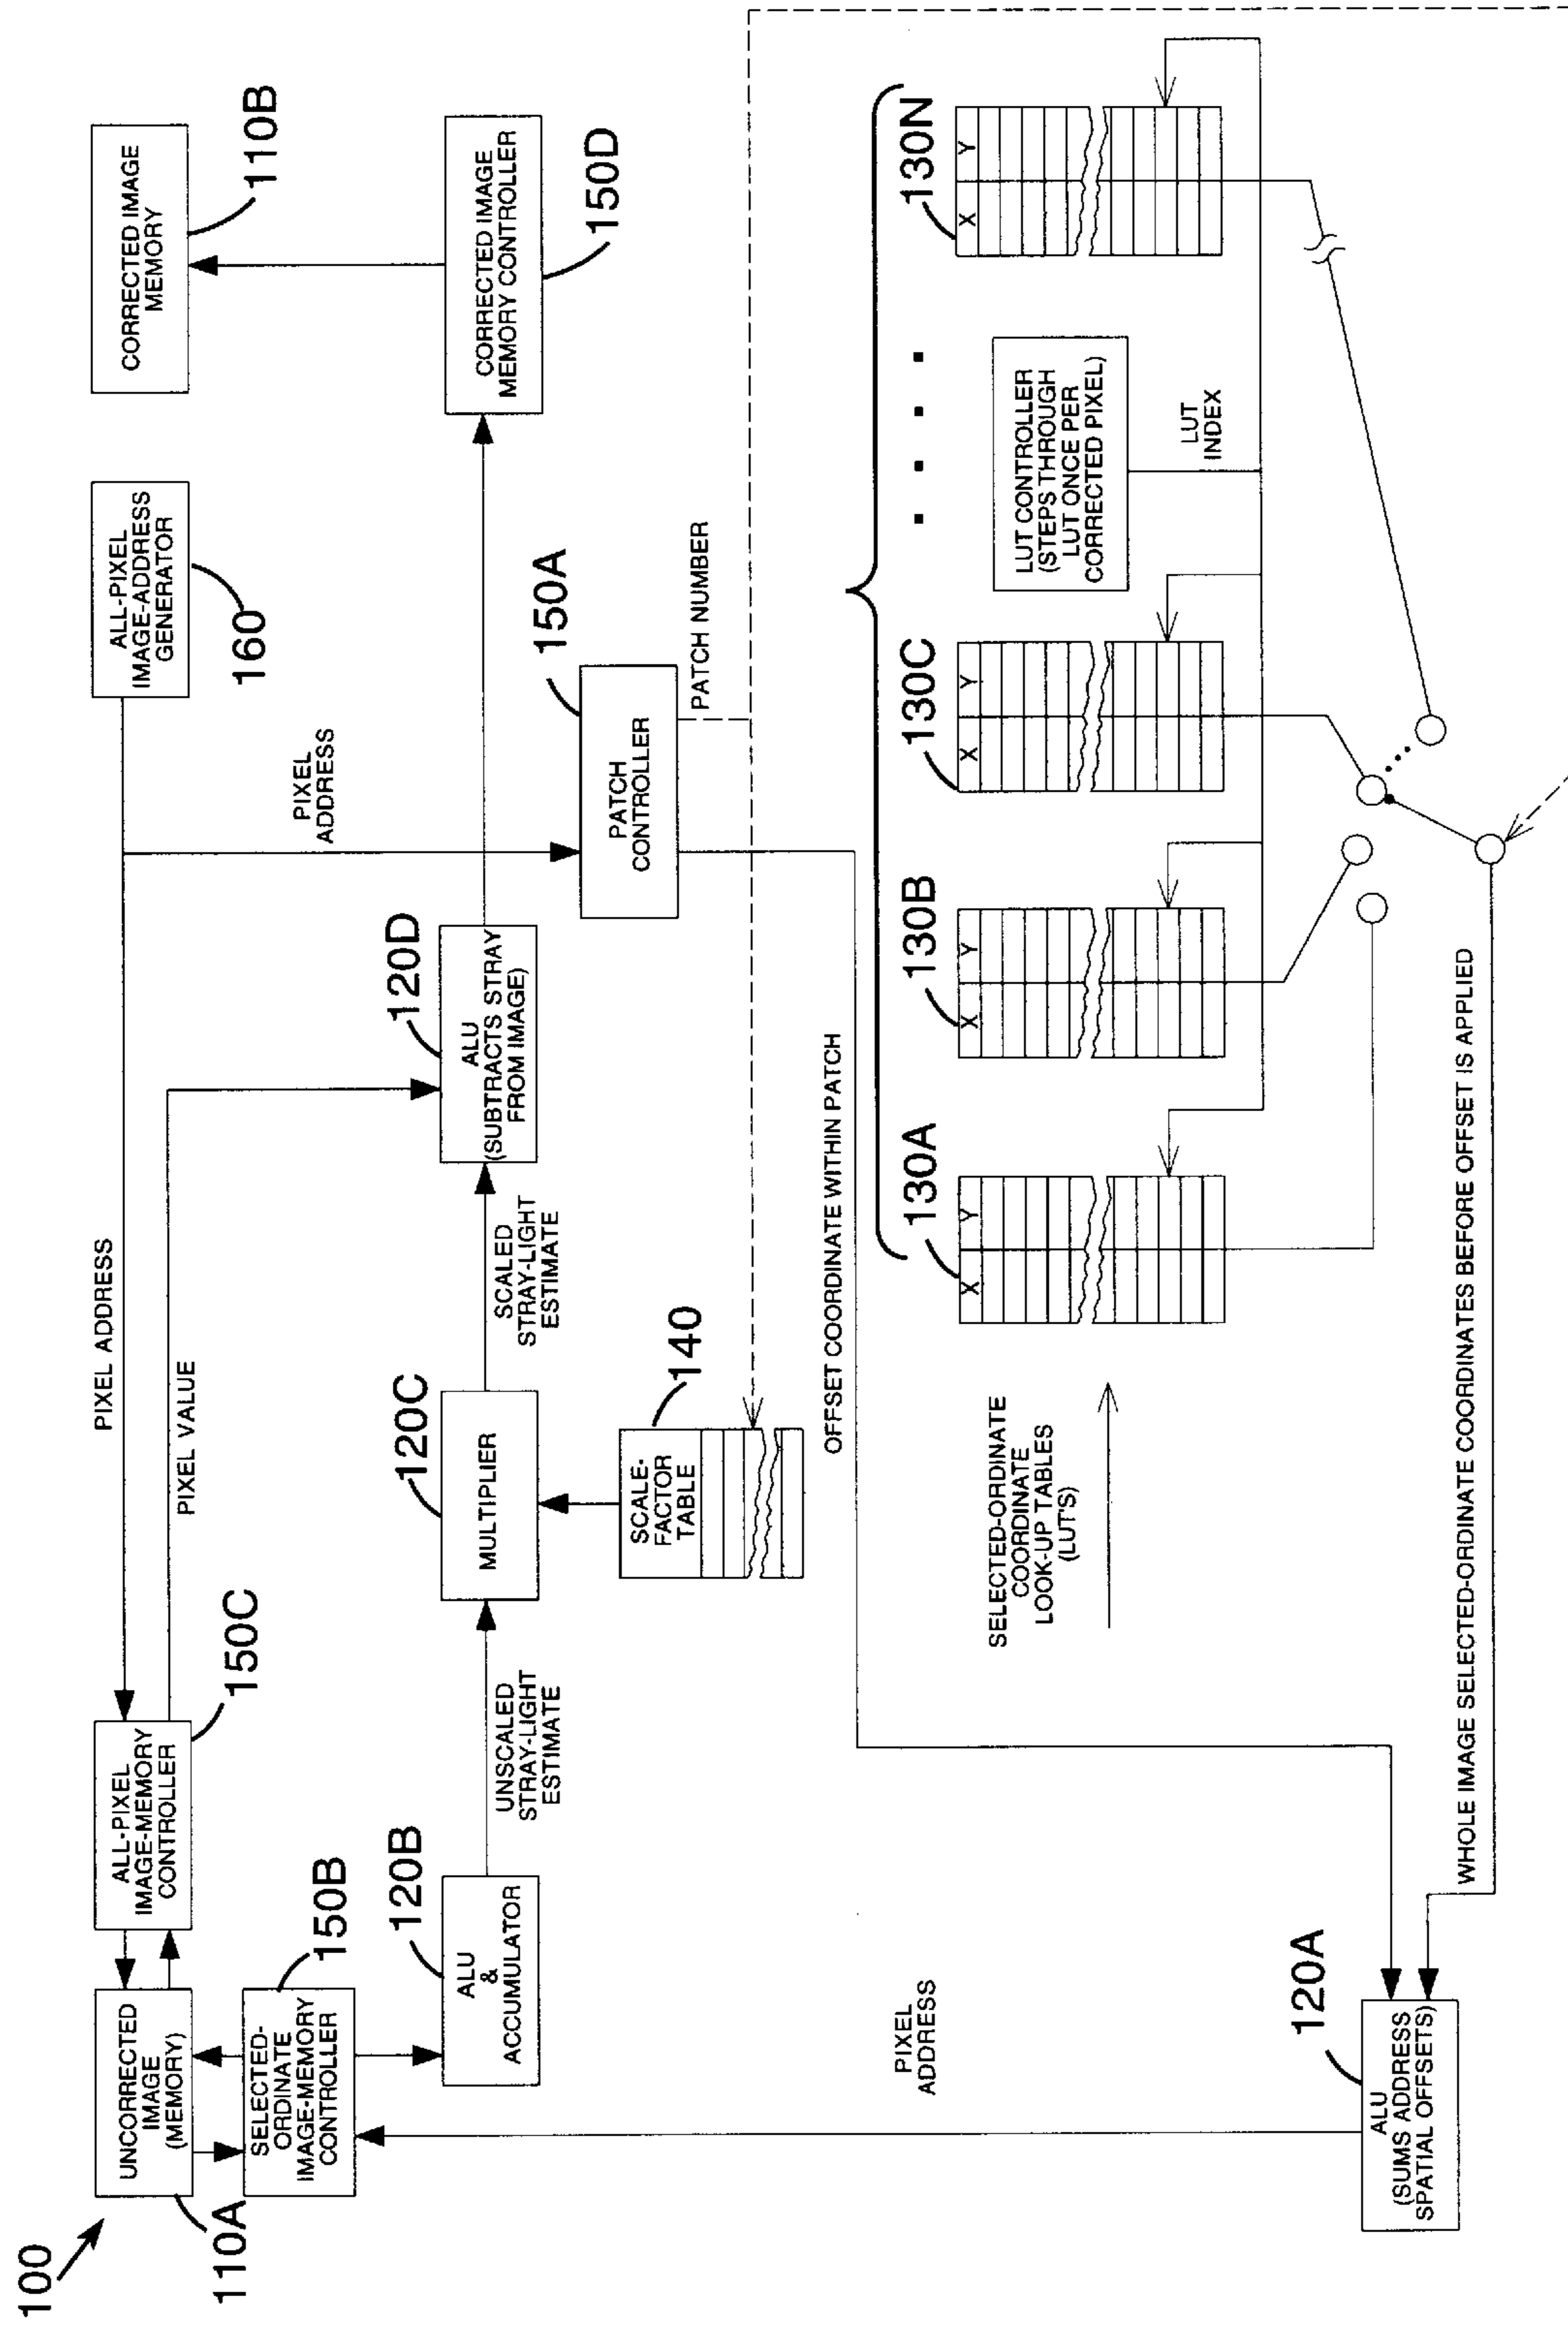 100
UNCORRECTED
IMAGE
(MEMORY)
110A
ALL-PIXEL
IMAGE-MEMORY
CONTROLLER
150C
PIXEL ADDRESS
PIXEL VALUE
ALL-PIXEL
IMAGE-ADDRESS
GENERATOR
160
CORRECTED IMAGE
MEMORY
110B
SELECTED-
ORDINATE
IMAGE-MEMORY
CONTROLLER
150B
ALU
&
ACCUMULATOR
120B
UNSCALED
STRAY-LIGHT
ESTIMATE
MULTIPLIER
120C
SCALED
STRAY-LIGHT
ESTIMATE
ALU
(SUBTRACTS STRAY
FROM IMAGE)
120D
PIXEL
ADDRESS
CORRECTED IMAGE
MEMORY CONTROLLER
150D
SCALE-
FACTOR
TABLE
140
PATCH
CONTROLLER
150A
PATCH NUMBER
OFFSET COORDINATE WITHIN PATCH
PIXEL
ADDRESS
SELECTED-ORDINATE
COORDINATE
LOOK-UP TABLES
(LUT'S)
130A
X Y
130B
X Y
130C
X Y
130N
X Y
LUT CONTROLLER
(STEPS THROUGH
LUT ONCE PER
CORRECTED PIXEL)
LUT
INDEX
120A
ALU
(SUMS ADDRESS
SPATIAL OFFSETS)
WHOLE IMAGE SELECTED-ORDINATE COORDINATES BEFORE OFFSET IS APPLIED